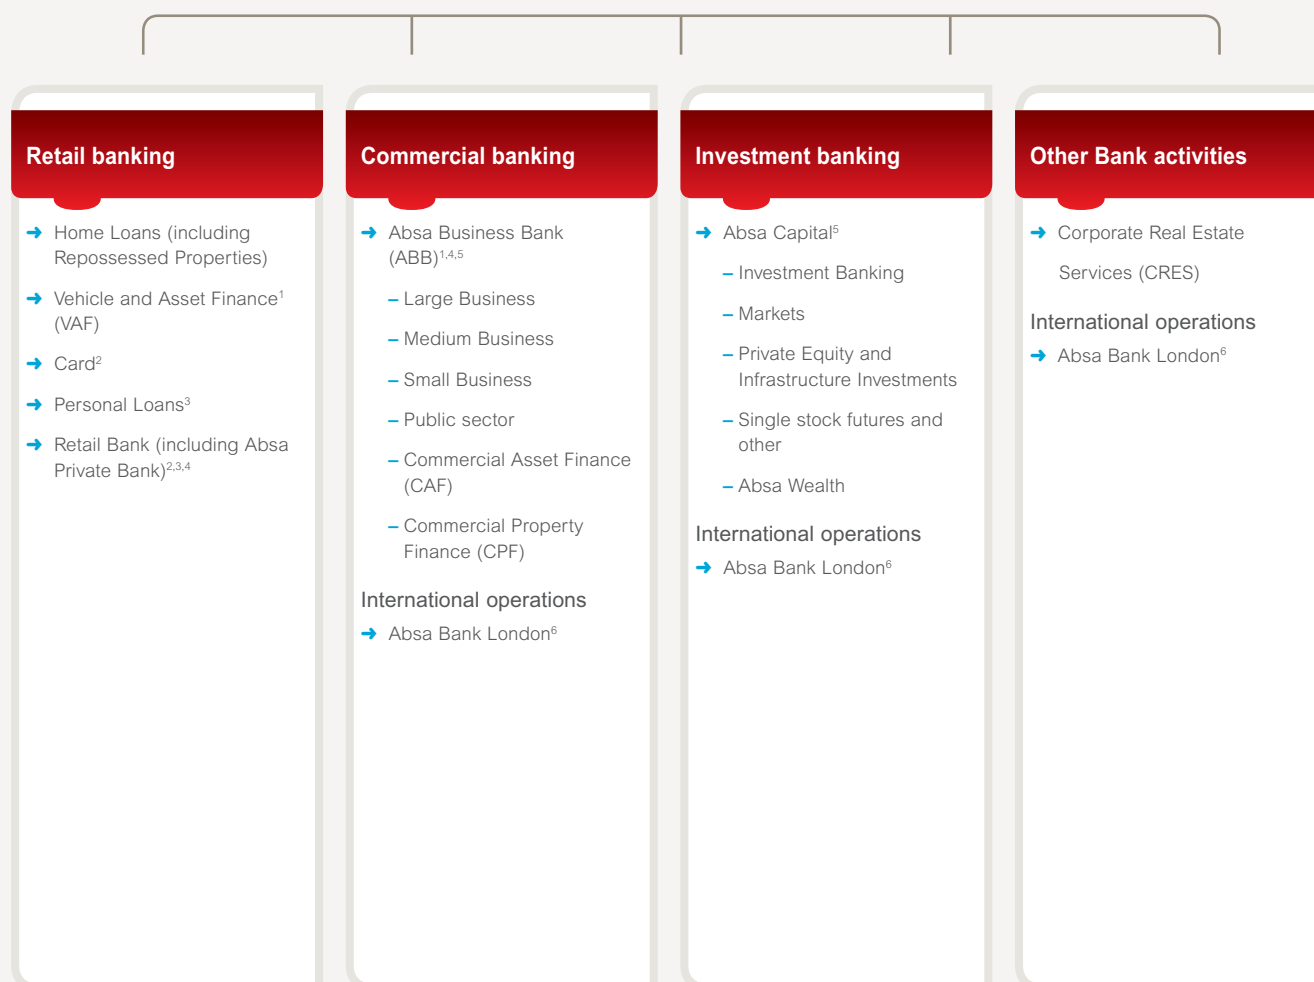 Retail banking
➜ Home Loans (including
Repossessed Properties)
➜ Vehicle and Asset Finance¹
(VAF)
➜ Card²
➜ Personal Loans³
➜ Retail Bank (including Absa
Private Bank)²,³,⁴
Commercial banking
➜ Absa Business Bank
(ABB)¹,⁴,⁵
– Large Business
– Medium Business
– Small Business
– Public sector
– Commercial Asset Finance
(CAF)
– Commercial Property
Finance (CPF)
International operations
➜ Absa Bank London⁶
Investment banking
➜ Absa Capital⁵
– Investment Banking
– Markets
– Private Equity and
Infrastructure Investments
– Single stock futures and
other
– Absa Wealth
International operations
➜ Absa Bank London⁶
Other Bank activities
➜ Corporate Real Estate
Services (CRES)
International operations
➜ Absa Bank London⁶